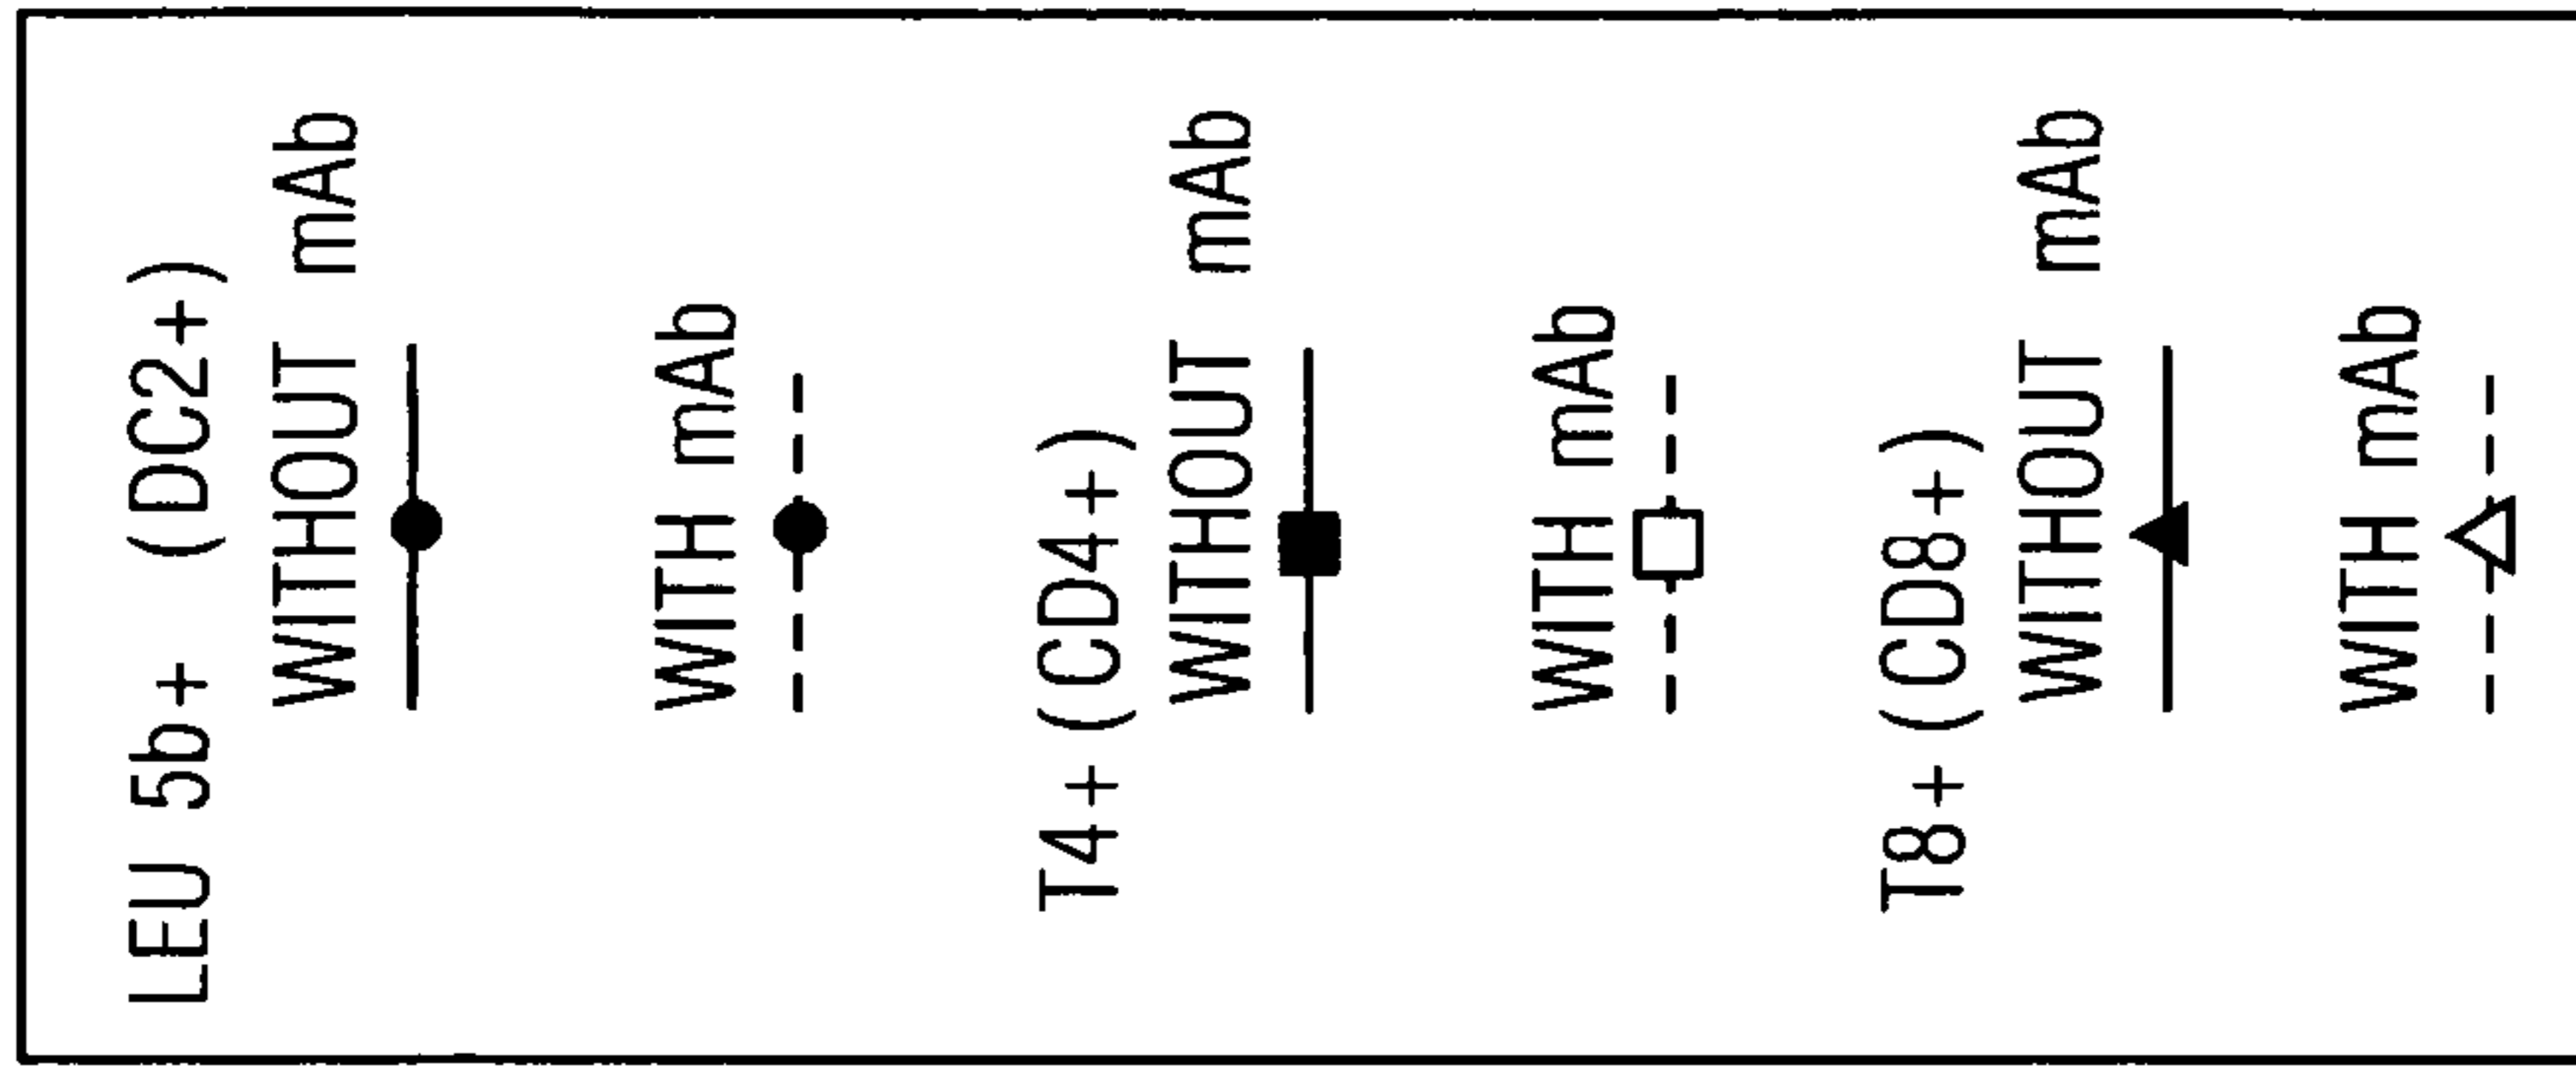 LEU 5b+ (DC2+)
WITHOUT mAb
WITH mAb
T4+ (CD4+)
WITHOUT mAb
WITH mAb
T8+ (CD8+)
WITHOUT mAb
WITH mAb